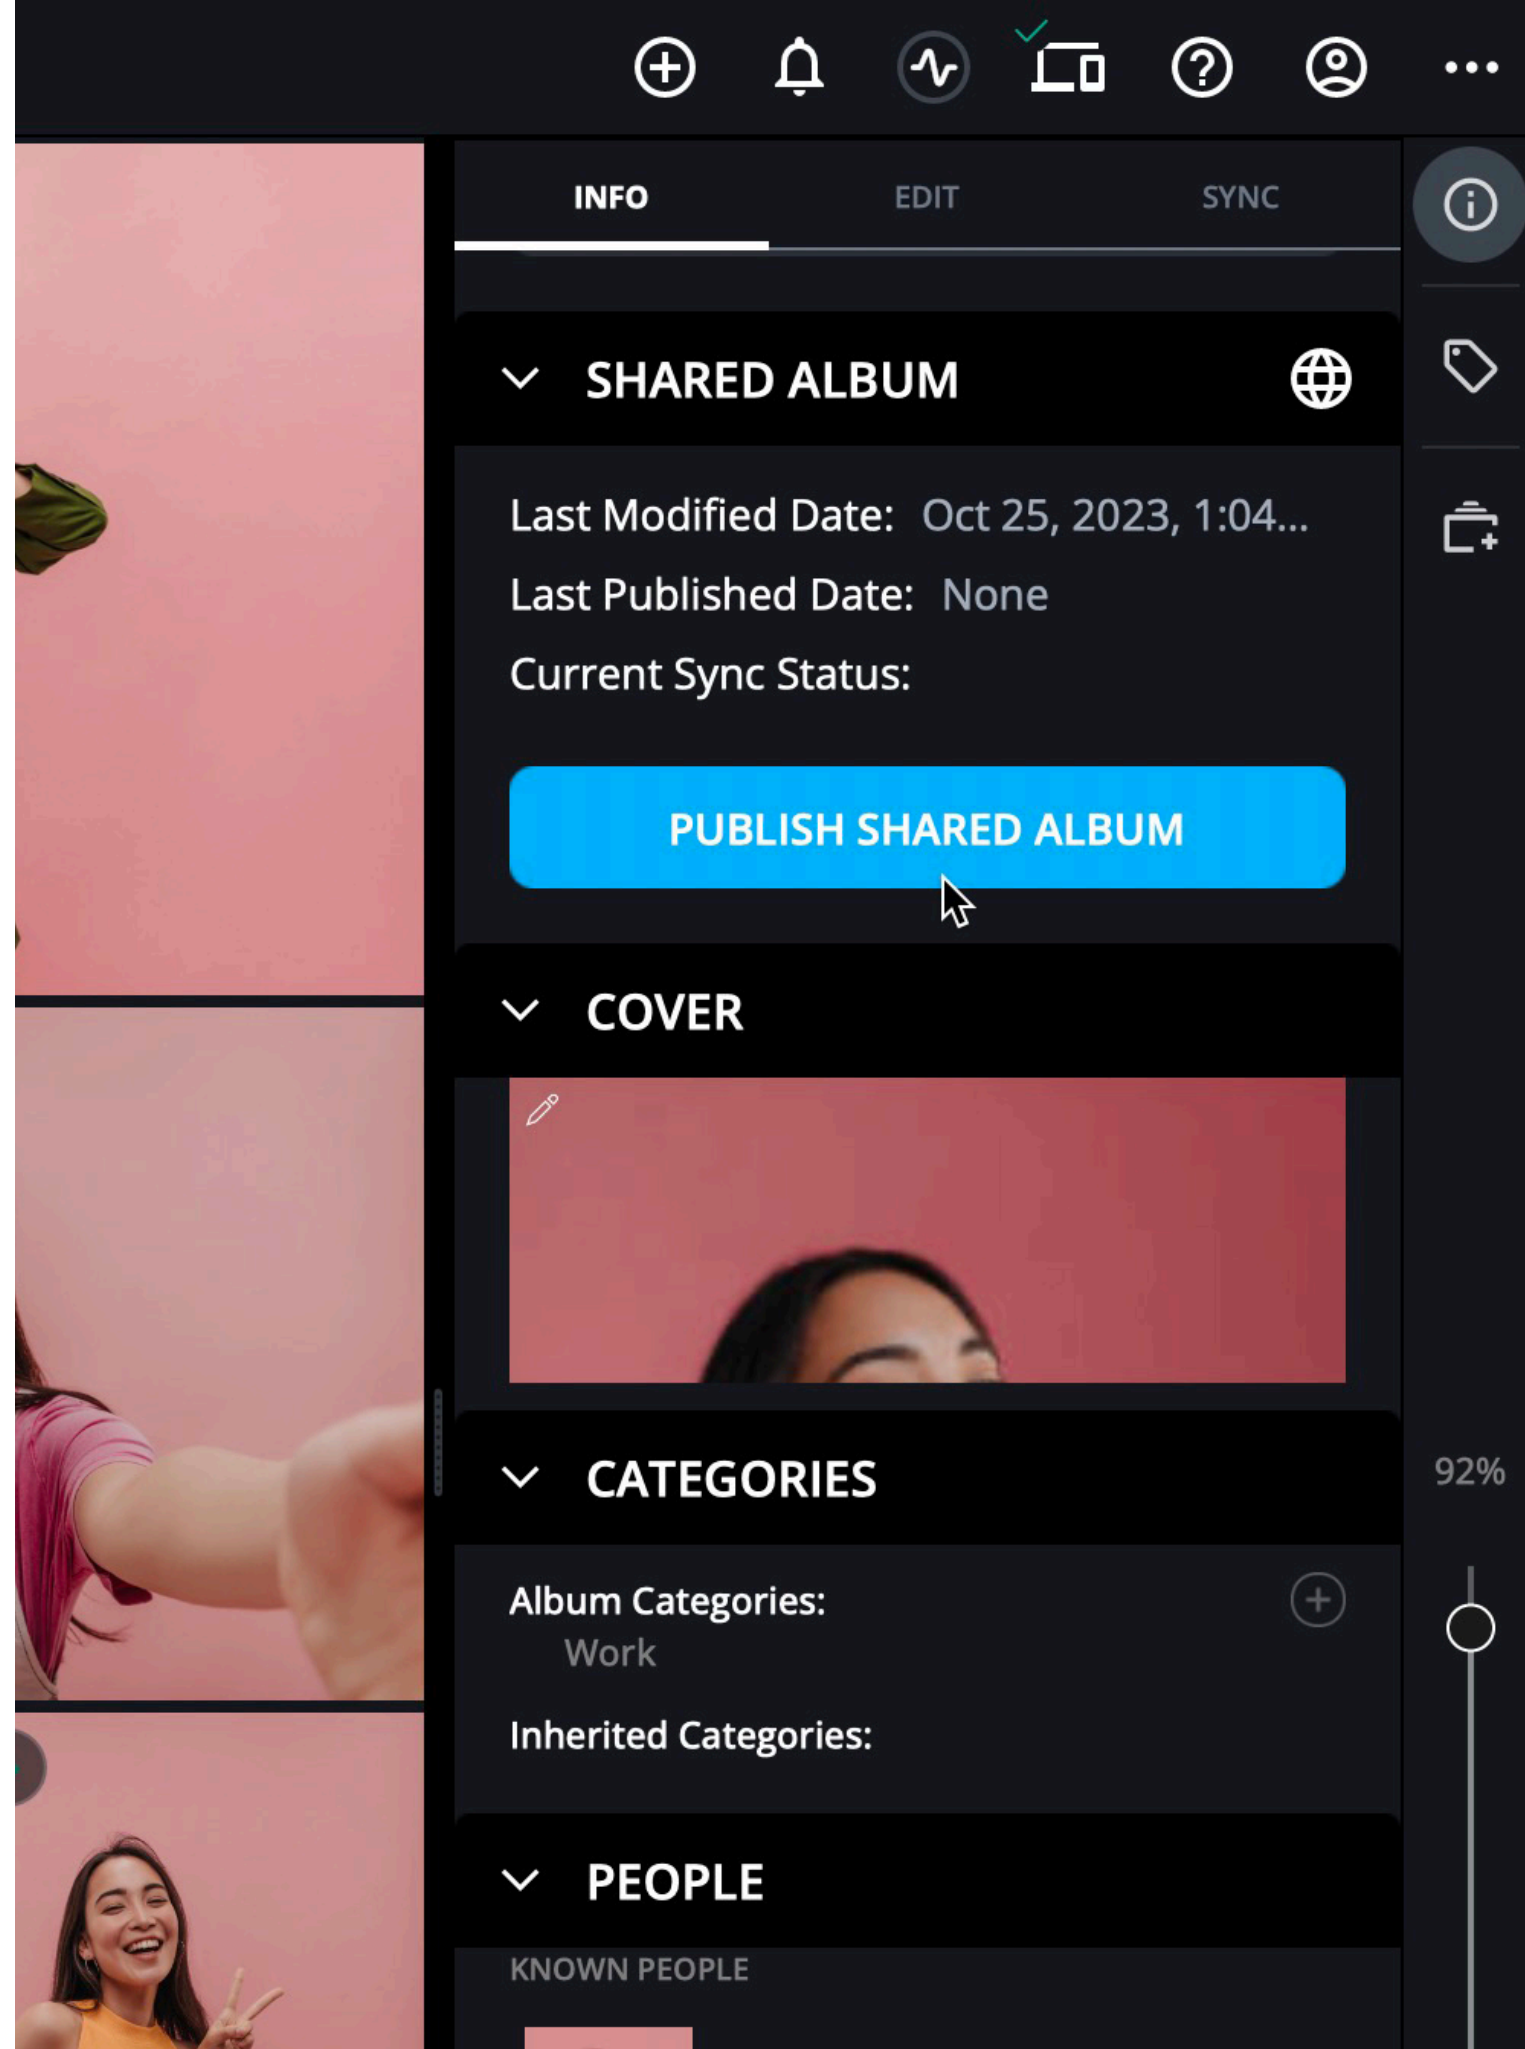 INFO
EDIT
SYNC
SHARED ALBUM
Last Modified Date: Oct 25, 2023, 1:04...
Last Published Date: None
Current Sync Status:
PUBLISH SHARED ALBUM
COVER
CATEGORIES
92%
Album Categories:
Work
Inherited Categories:
PEOPLE
KNOWN PEOPLE